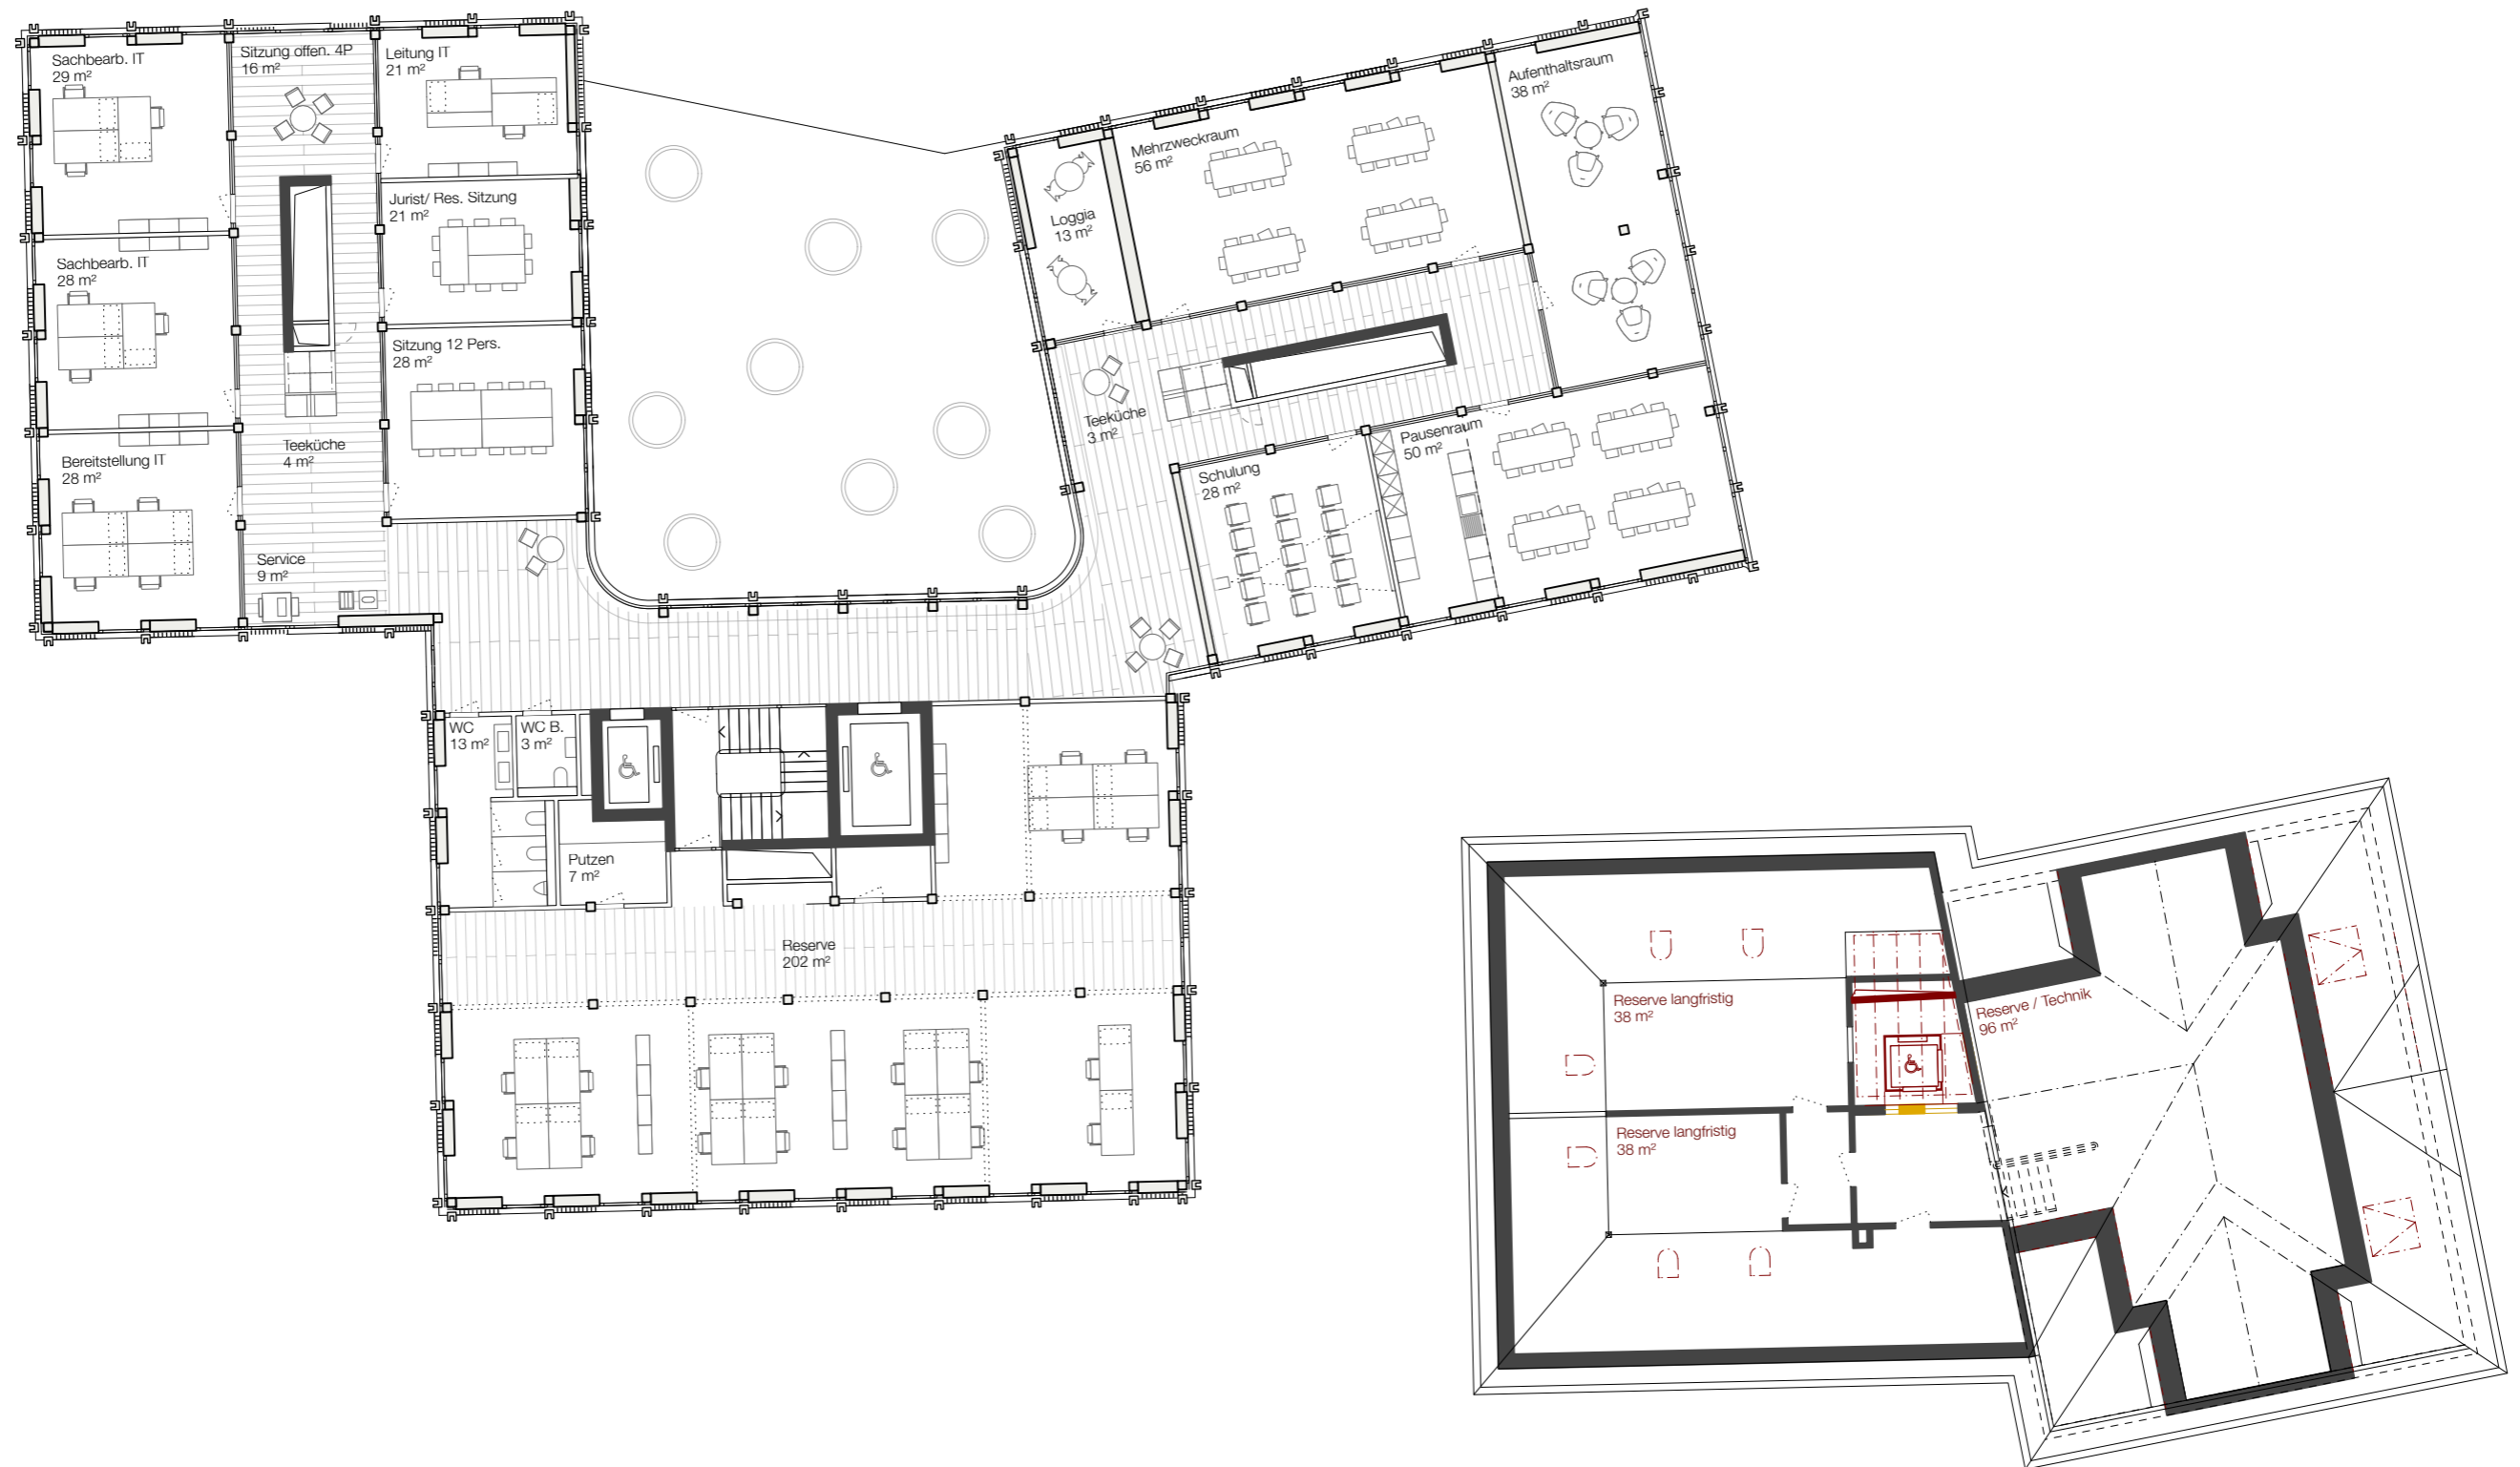 Sachbearb. IT
29 m²
Sitzung offen. 4P
16 m²
Leitung IT
21 m²
Jurist/ Res. Sitzung
21 m²
Sachbearb. IT
28 m²
Sitzung 12 Pers.
28 m²
Teeküche
4 m²
Bereitstellung IT
28 m²
Service
9 m²
Loggia
13 m²
Mehrzweckraum
56 m²
Aufenthaltsraum
38 m²
Teeküche
3 m²
Schulung
28 m²
Pausenraum
50 m²
WC
13 m²
WC B.
3 m²
Putzen
7 m²
Reserve
202 m²
Reserve langfristig
38 m²
Reserve / Technik
96 m²
Reserve langfristig
38 m²